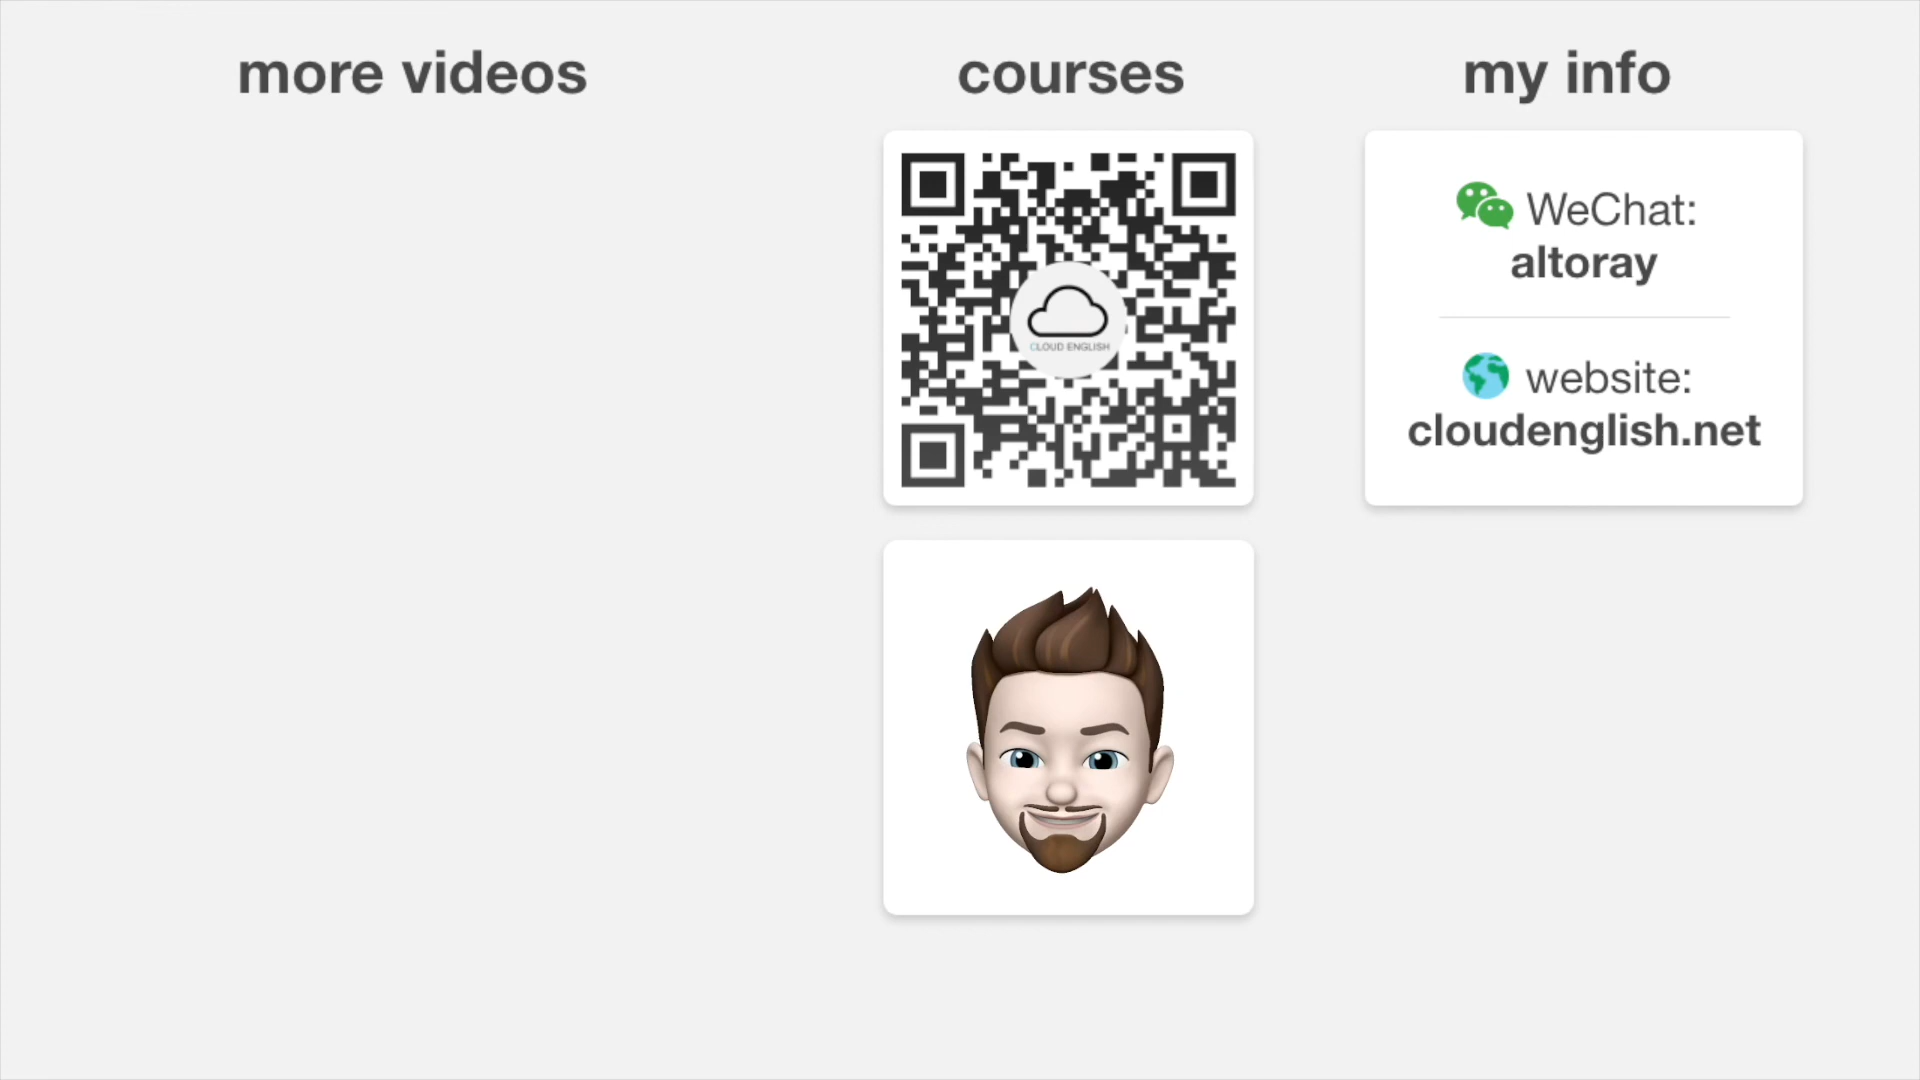 more videos
courses
CLOUD ENGLISH
my info
WeChat:
altoray
website:
cloudenglish.net